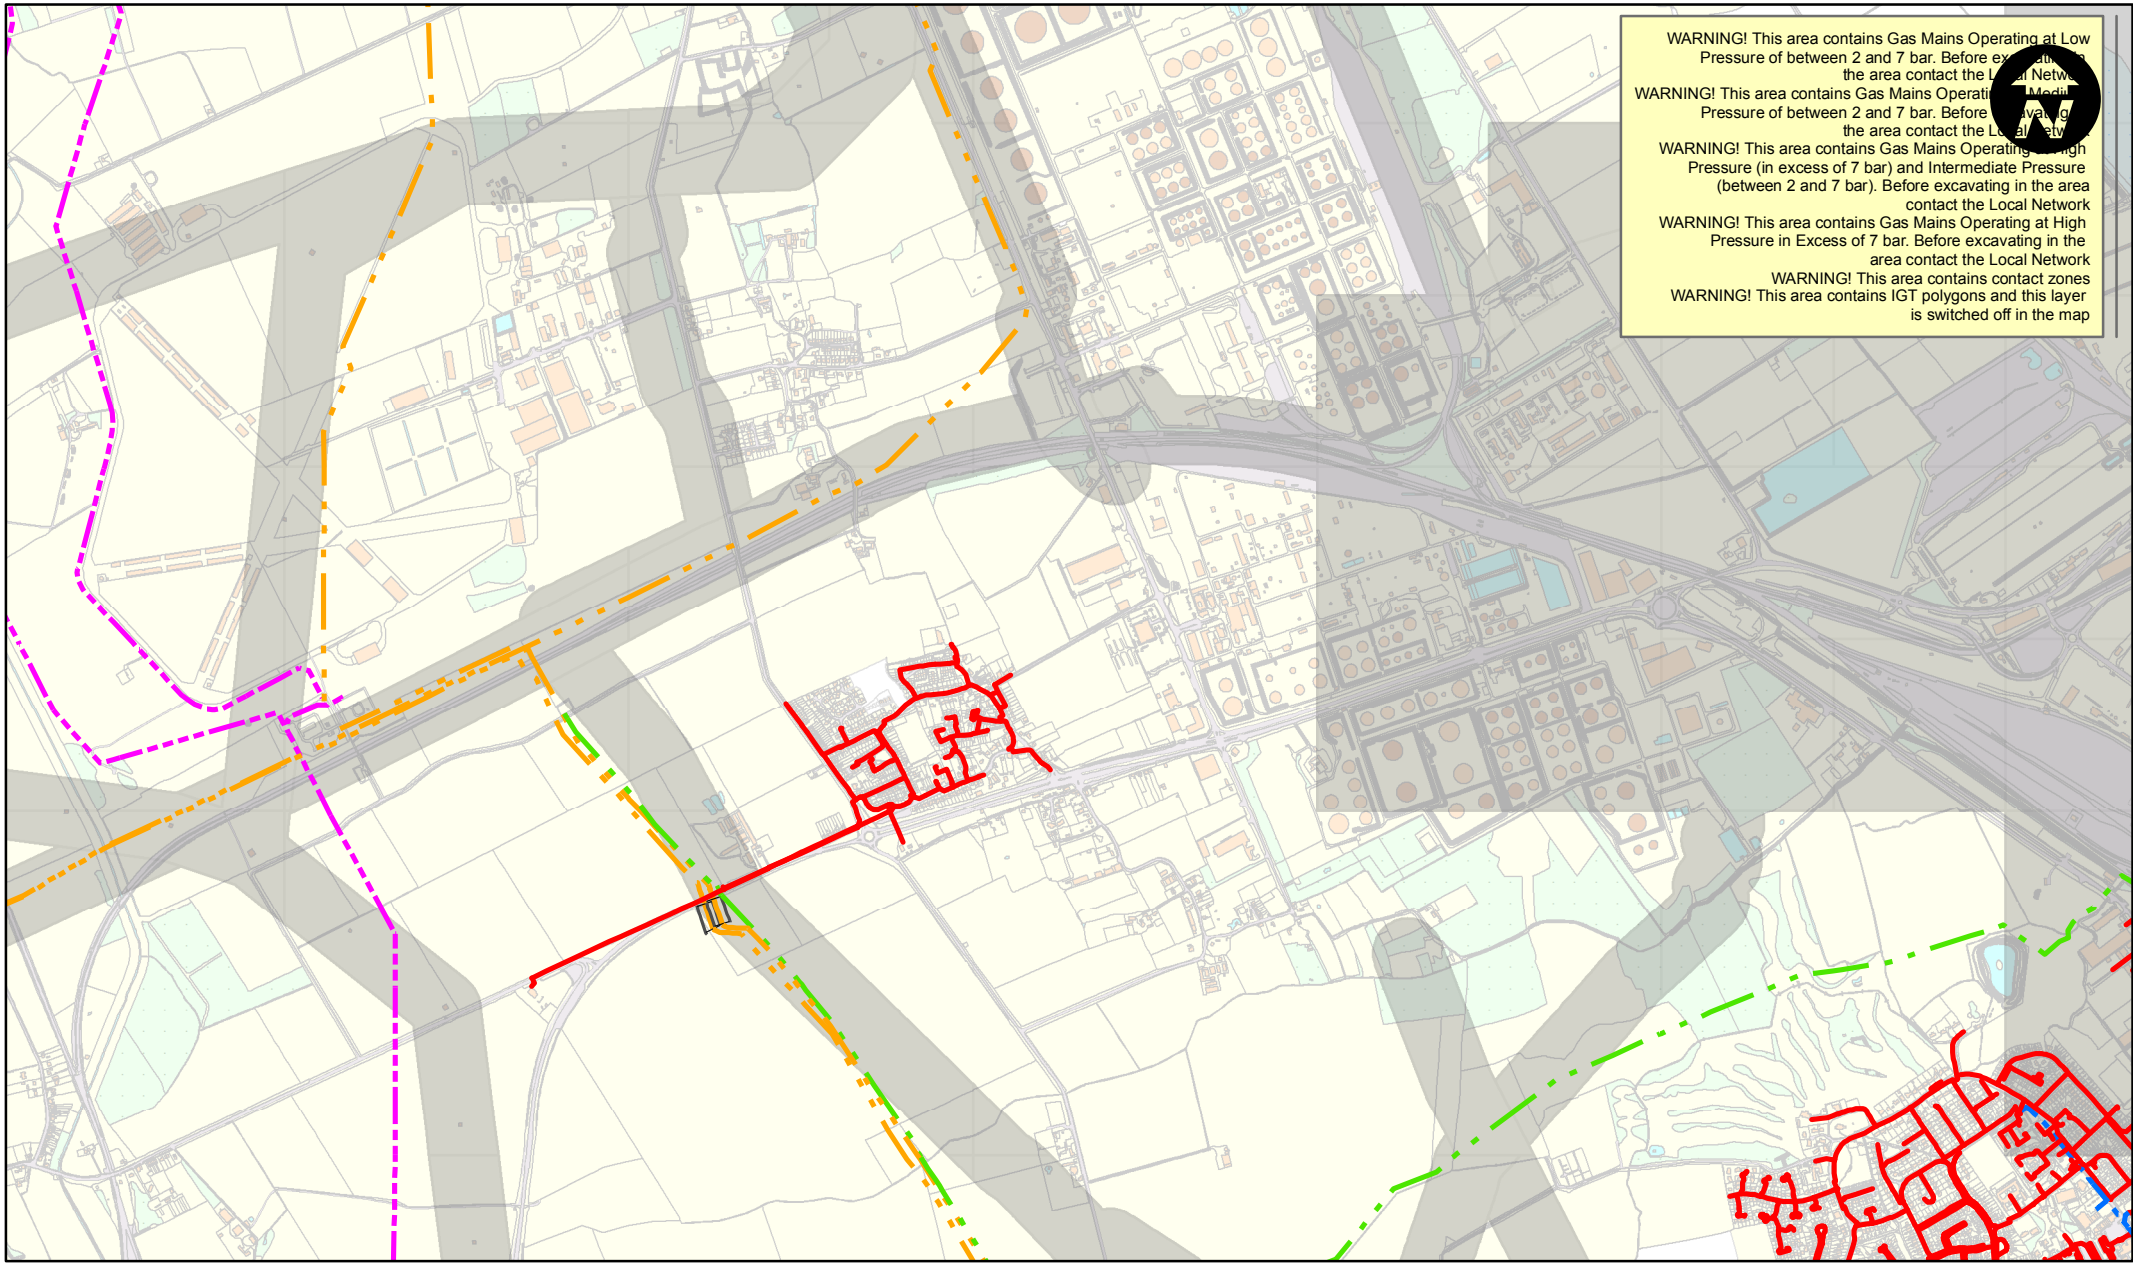 WARNING! This area contains Gas Mains Operating at Low
Pressure of between 2 and 7 bar. Before
the area contact the
WARNING! This area contains Gas Mains
Pressure of between 2 and 7 bar. Before
the area contact the
WARNING! This area contains Gas Mains Operating
Pressure (in excess of 7 bar) and Intermediate Pressure
(between 2 and 7 bar). Before excavating in the area
contact the Local Network
WARNING! This area contains Gas Mains Operating at High
Pressure in Excess of 7 bar. Before excavating in the
area contact the Local Network
WARNING! This area contains contact zones
WARNING! This area contains IGT polygons and this layer
is switched off in the map
N